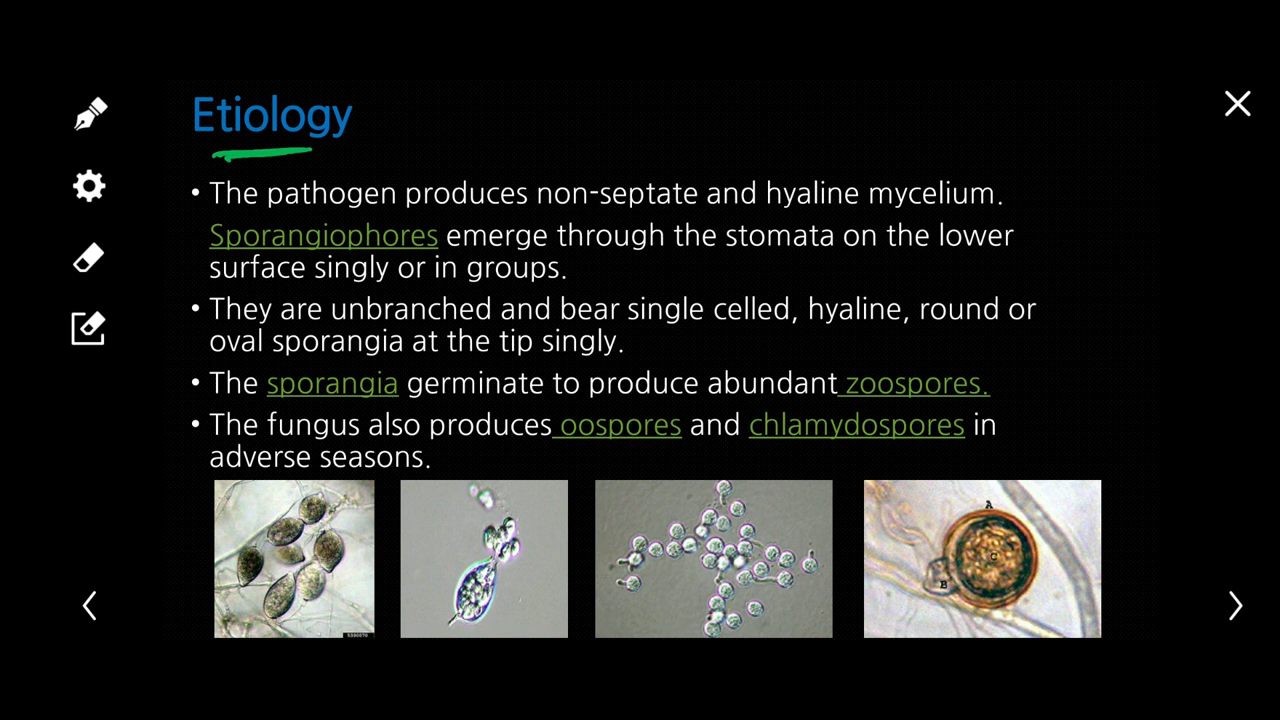 Etiology
• The pathogen produces non-septate and hyaline mycelium.
Sporangiophores emerge through the stomata on the lower
surface singly or in groups.
• They are unbranched and bear single celled, hyaline, round or
oval sporangia at the tip singly.
• The sporangia germinate to produce abundant zoospores.
• The fungus also produces oospores and chlamydospores in
adverse seasons.
A
C
B